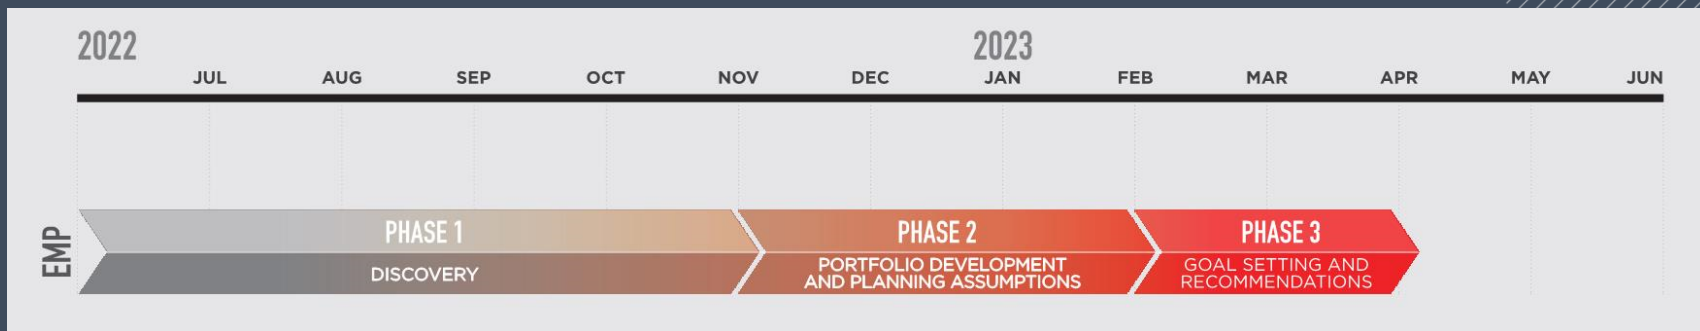 2022
2023
JUL AUG SEP OCT NOV DEC JAN FEB MAR APR MAY JUN
EMP
PHASE 1
DISCOVERY
PHASE 2
PORTFOLIO DEVELOPMENT
AND PLANNING ASSUMPTIONS
PHASE 3
GOAL SETTING AND
RECOMMENDATIONS